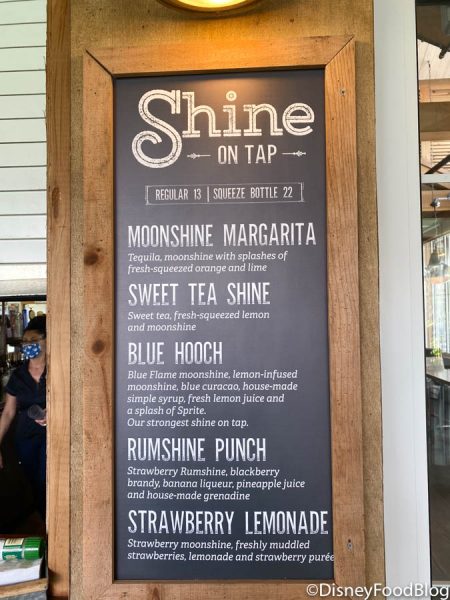 Shine
ON TAP
REGULAR 13 | SQUEEZE BOTTLE 22
MOONSHINE MARGARITA
Tequila, moonshine with splashes of
fresh-squeezed orange and lime
SWEET TEA SHINE
Sweet tea, fresh-squeezed lemon
and moonshine
BLUE HOOCH
Blue Flame moonshine, lemon-infused
moonshine, blue curacao, house-made
simple syrup, fresh lemon juice and
a splash of Sprite.
Our strongest shine on tap.
RUMSHINE PUNCH
Strawberry Rumshine, blackberry
brandy, banana liqueur, pineapple juice
and house-made grenadine
STRAWBERRY LEMONADE
Strawberry moonshine, freshly muddled
strawberries, lemonade and strawberry purée
©DisneyFoodBlog